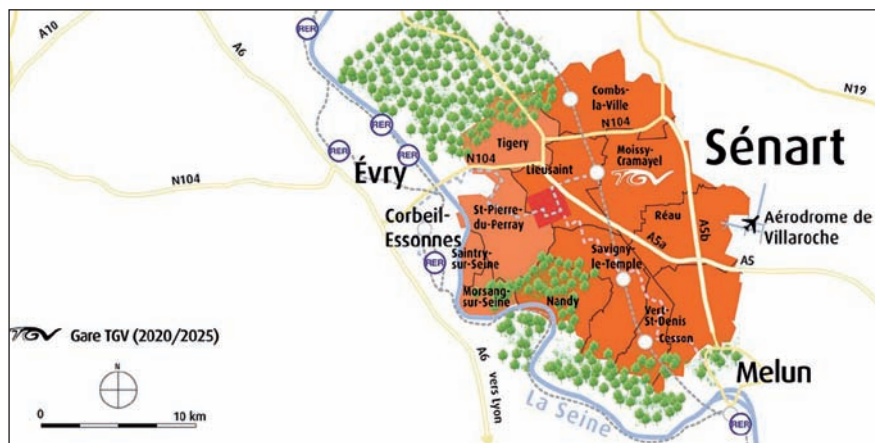 RER
A10
A6
N19
Combs-
la-Ville
RER
N104
Tigery
Sénart
RER
RER
Évry
N104
Lieusaint
Moissy-
Cramayel
TGV
N104
Corbeil-
Essonnes
St-Pierre-
du-Perray
Réau
A5b
Aérodrome de
Villaroche
A5a
Savigny-
le-Temple
A5
RER
Saintry-
sur-Seine
Morsang-
sur-Seine
Nandy
Vert-
St-Denis
Cesson
TGV Gare TGV (2020/2025)
A6
vers Lyon
Melun
N
0 10 km
La Seine
RER